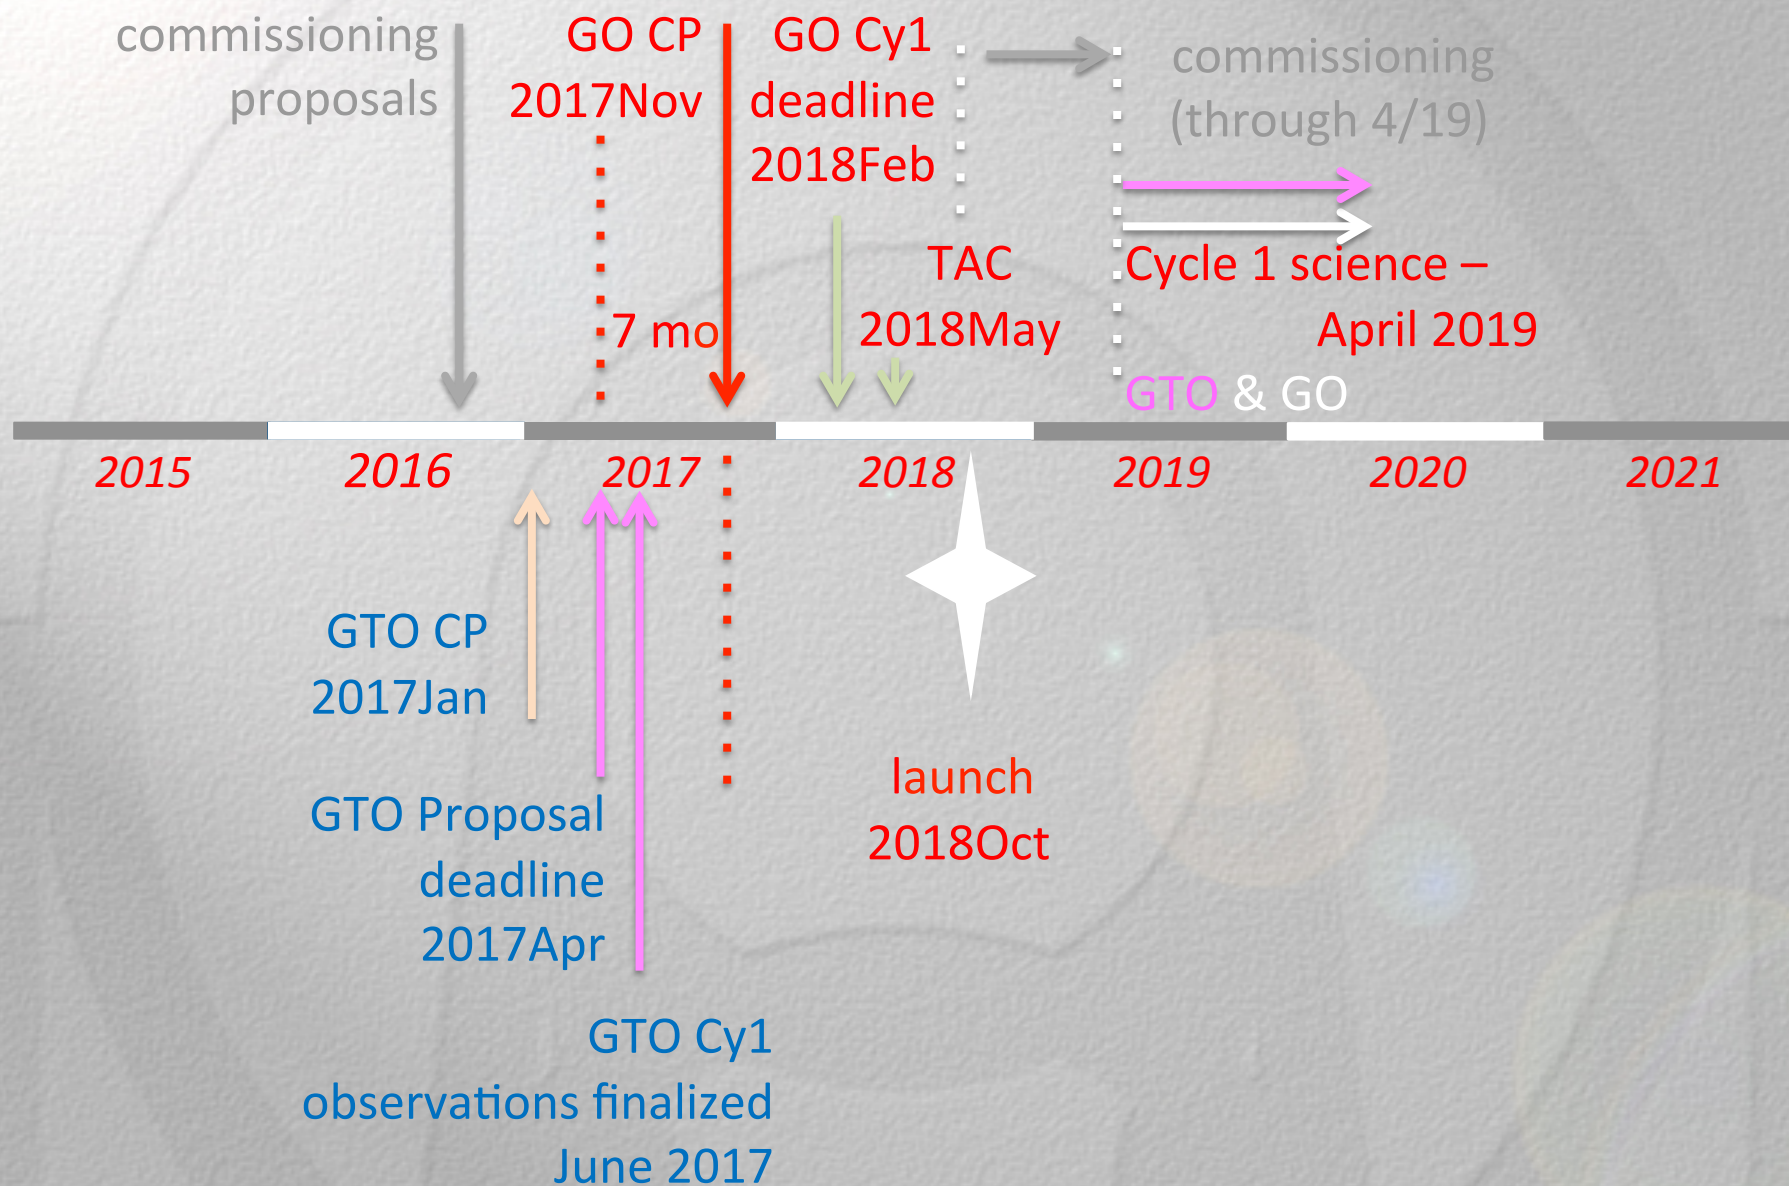 commissioning
proposals
GO CP
2017Nov
GO Cy1
deadline
2018Feb
commissioning
(through 4/19)
7 mo
TAC
2018May
Cycle 1 science –
April 2019
GTO & GO
2015
2016
2017
2018
2019
2020
2021
GTO CP
2017Jan
GTO Proposal
deadline
2017Apr
launch
2018Oct
GTO Cy1
observations finalized
June 2017